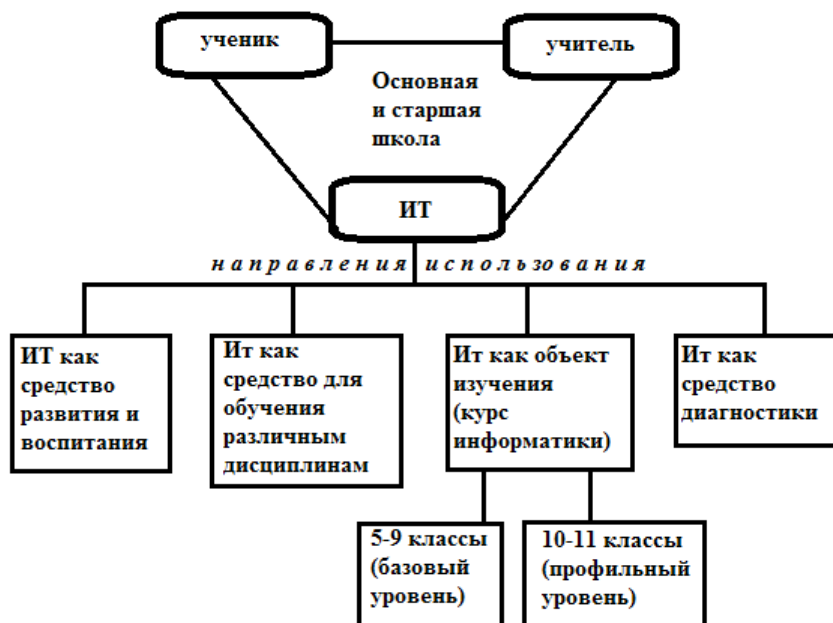 ученик
учитель
Основная
и старшая
школа
ИТ
направления использования
ИТ как
средство
развития и
воспитания
Ит как
средство для
обучения
различным
дисциплинам
Ит как объект
изучения
(курс
информатики)
Ит как
средство
диагностики
5-9 классы
(базовый
уровень)
10-11 классы
(профильный
уровень)